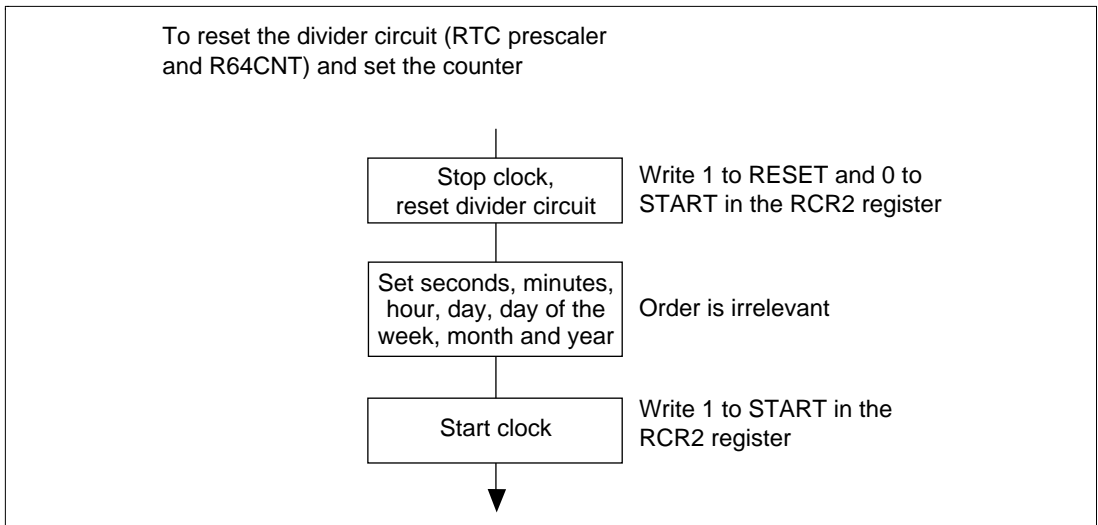 To reset the divider circuit (RTC prescaler
and R64CNT) and set the counter
Stop clock,
reset divider circuit
Write 1 to RESET and 0 to
START in the RCR2 register
Set seconds, minutes,
hour, day, day of the
week, month and year
Order is irrelevant
Start clock
Write 1 to START in the
RCR2 register